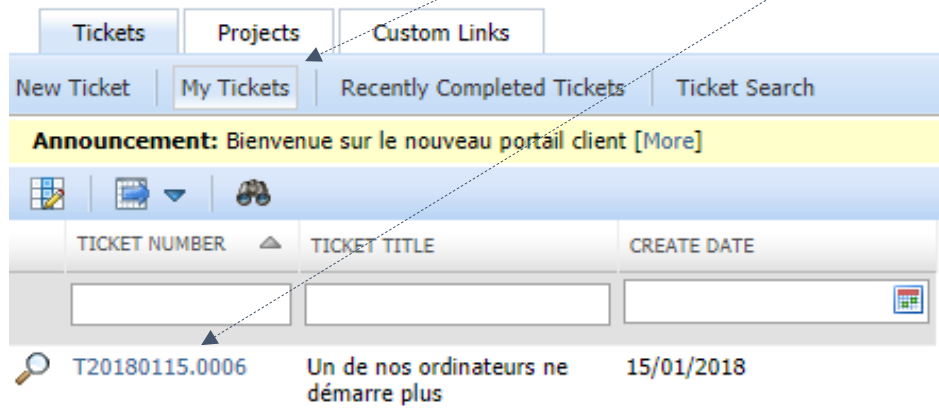 Tickets Projects Custom Links
New Ticket My Tickets Recently Completed Tickets Ticket Search
Announcement: Bienvenue sur le nouveau portail client [More]
TICKET NUMBER TICKET TITLE CREATE DATE
T20180115.0006 Un de nos ordinateurs ne 15/01/2018
démarre plus